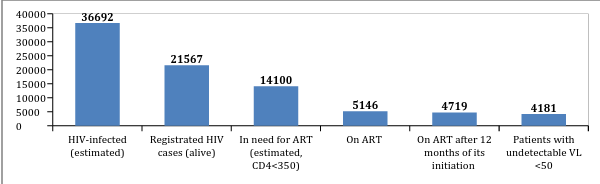 40000
35000
30000
25000
20000
15000
10000
5000
0
36692
21567
14100
5146
4719
4181
HIV-infected
(estimated)
Registrated HIV
cases (alive)
In need for ART
(estimated,
CD4<350)
On ART
On ART after 12
months of its
initiation
Patients with
undetectable VL
<50